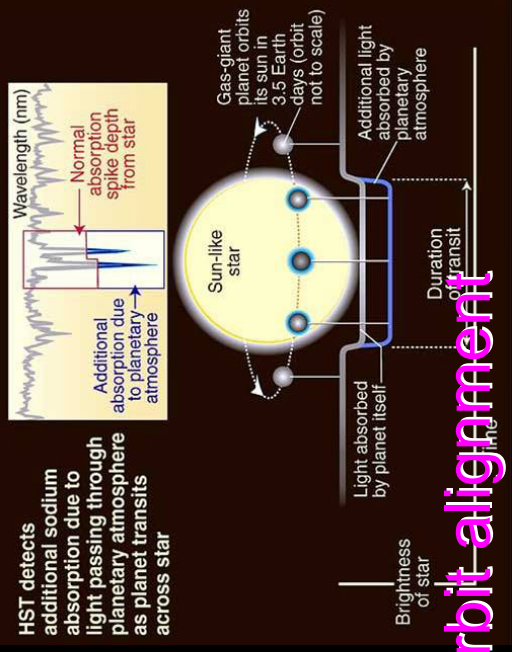 HST detects
additional sodium
absorption due to
light passing through
planetary atmosphere
as planet transits
across star
Wavelength (nm)
Normal
absorption
spike depth
from star
Additional
absorption due
to planetary
atmosphere
Sun-like
star
Gas-giant
planet orbits
its sun in
3.5 Earth
days (orbit
not to scale)
Additional light
absorbed by
planetary
atmosphere
Light absorbed
by planet itself
Duration
of transit
Brightness
of star
rbit alignment